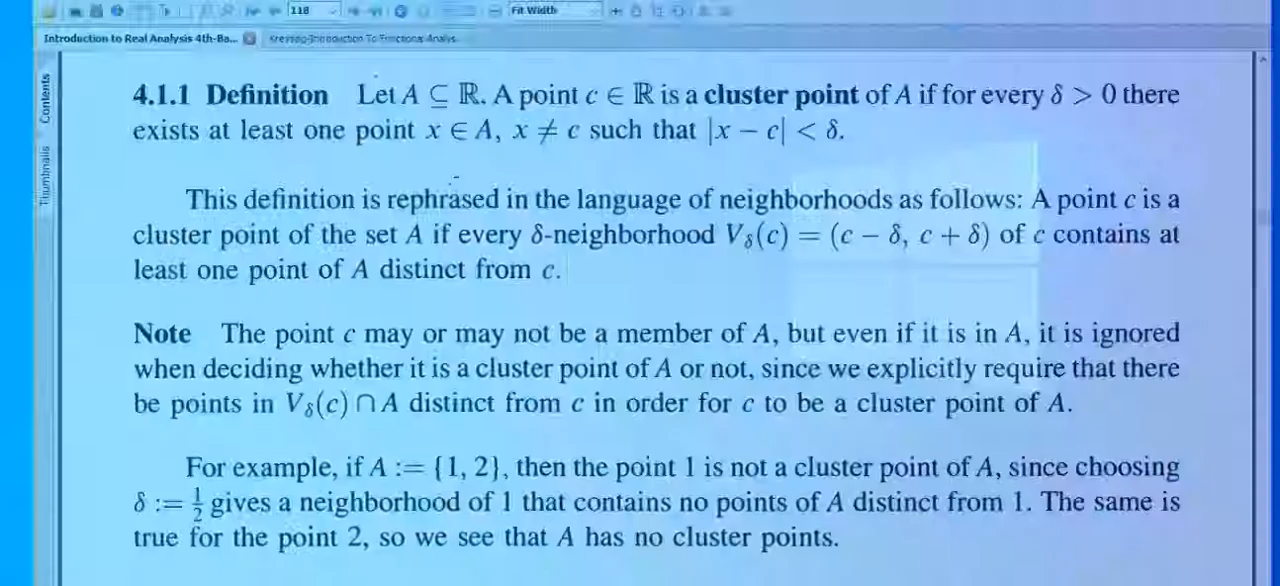 118
Fit Width
Introduction to Real Analysis 4th-Ba...
Contents
Thumbnails
4.1.1 Definition Let A ⊆ ℝ. A point c ∈ ℝ is a cluster point of A if for every δ > 0 there
exists at least one point x ∈ A, x ≠ c such that |x − c| < δ.
This definition is rephrased in the language of neighborhoods as follows: A point c is a
cluster point of the set A if every δ-neighborhood V_δ(c) = (c − δ, c + δ) of c contains at
least one point of A distinct from c.
Note The point c may or may not be a member of A, but even if it is in A, it is ignored
when deciding whether it is a cluster point of A or not, since we explicitly require that there
be points in V_δ(c) ∩ A distinct from c in order for c to be a cluster point of A.
For example, if A := {1, 2}, then the point 1 is not a cluster point of A, since choosing
δ := 1/2 gives a neighborhood of 1 that contains no points of A distinct from 1. The same is
true for the point 2, so we see that A has no cluster points.